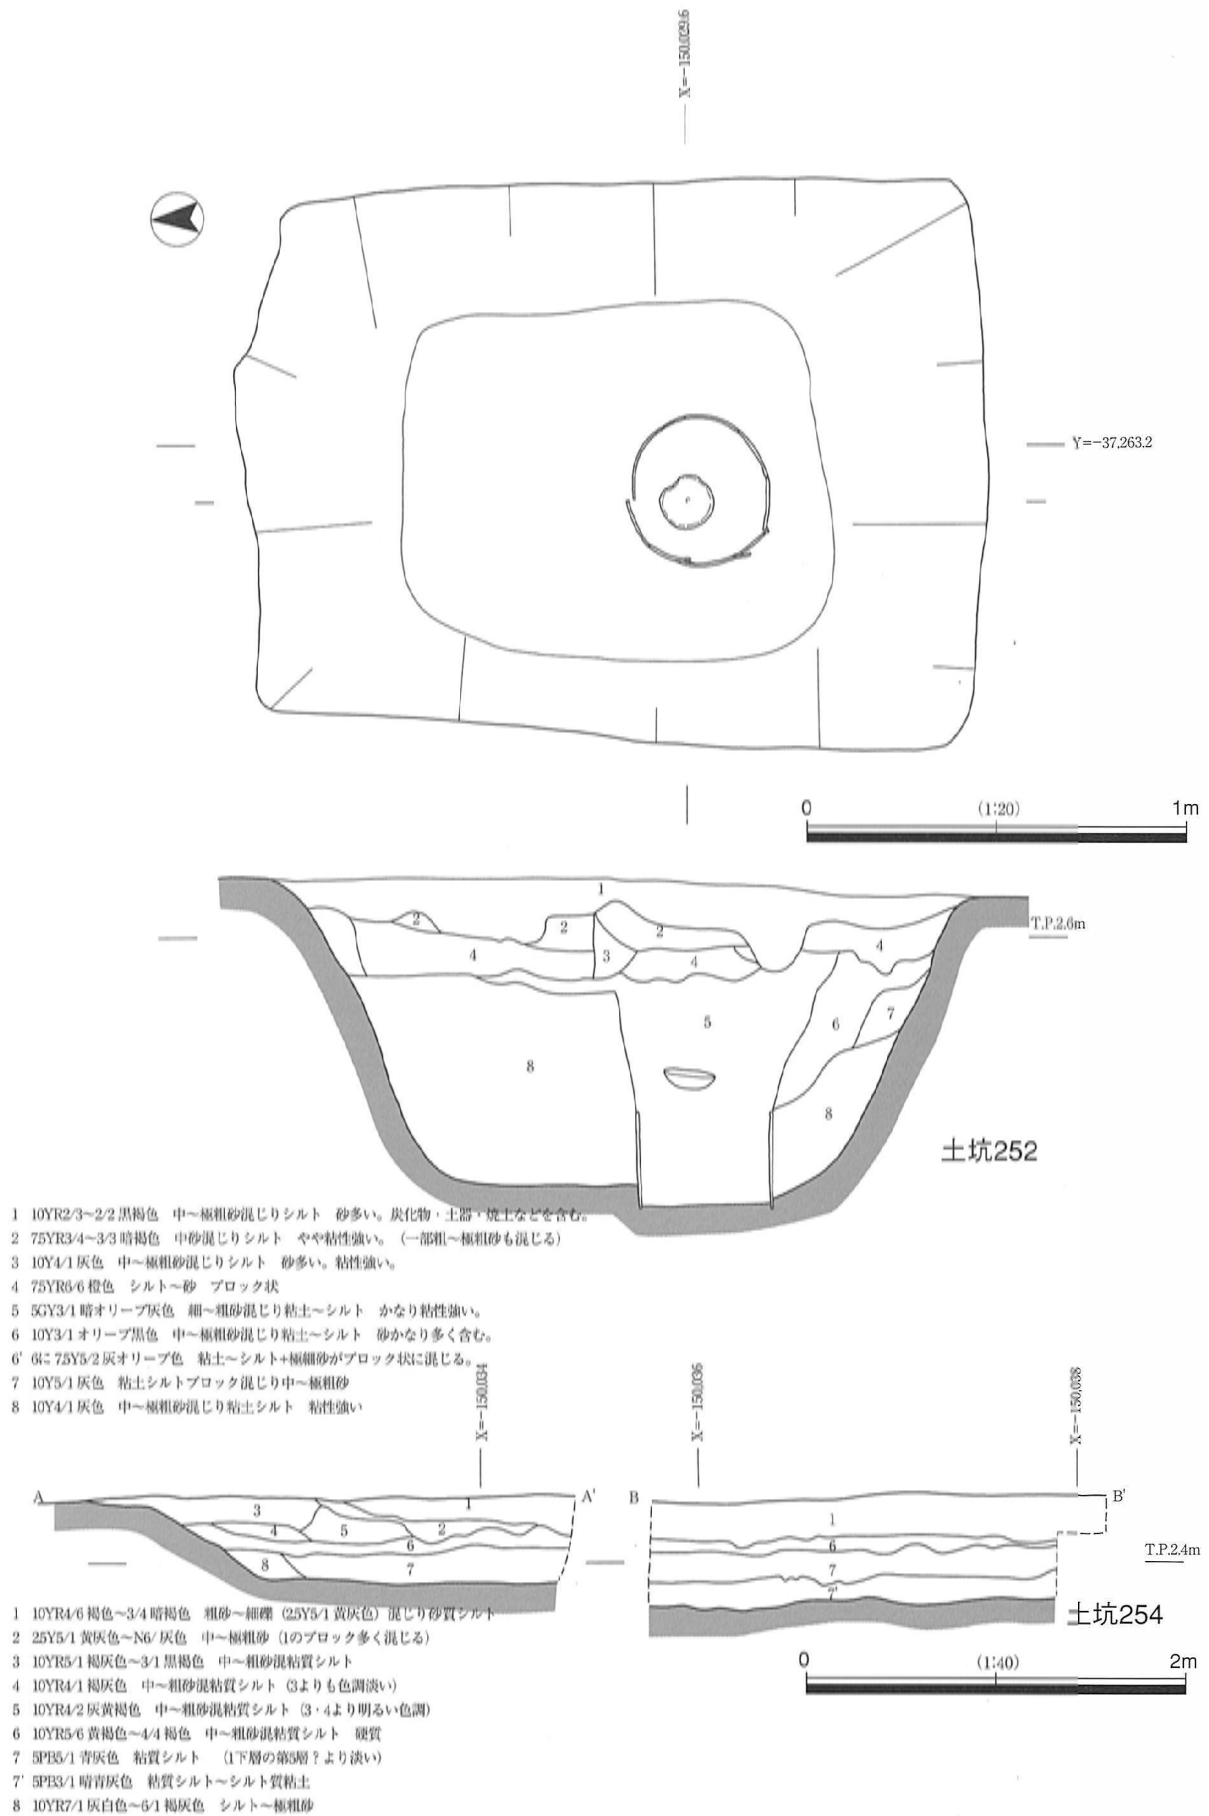 X=-150,029.6
Y=-37,263.2
0 (1:20) 1m
1
2
2
2
4
3
4
4
5
6
7
8
8
T.P.2.6m
土坑252
1 10YR2/3~2/2黒褐色 中~極粗砂混じりシルト 砂多い。炭化物・土器・焼土などを含む。
2 75YR3/4~3/3暗褐色 中砂混じりシルト やや粘性強い。(一部粗~極粗砂も混じる)
3 10Y4/1灰色 中~極粗砂混じりシルト 砂多い。粘性強い。
4 75YR6/6橙色 シルト~砂 ブロック状
5 5GY3/1暗オリーブ灰色 細~粗砂混じり粘土~シルト かなり粘性強い。
6 10Y3/1オリーブ黒色 中~極粗砂混じり粘土~シルト 砂かなり多く含む。
6' 6に75Y5/2灰オリーブ色 粘土~シルト+極細砂がブロック状に混じる。
7 10Y5/1灰色 粘土シルトブロック混じり中~極粗砂
8 10Y4/1灰色 中~極粗砂混じり粘土シルト 粘性強い
X=-150,034
X=-150,036
X=-150,038
A
A'
B
B'
3
1
4
5
2
6
8
7
1
6
7
7'
T.P.2.4m
土坑254
0 (1:40) 2m
1 10YR4/6褐色~3/4暗褐色 粗砂~細礫(25Y5/1黄灰色)混じり砂質シルト
2 25Y5/1黄灰色~N6/灰色 中~極粗砂(1のブロック多く混じる)
3 10YR5/1褐灰色~3/1黒褐色 中~粗砂混粘質シルト
4 10YR4/1褐灰色 中~粗砂混粘質シルト(3よりも色調淡い)
5 10YR4/2灰黄褐色 中~粗砂混粘質シルト(3・4より明るい色調)
6 10YR5/6黄褐色~4/4褐色 中~粗砂混粘質シルト 硬質
7 5PB5/1青灰色 粘質シルト (1下層の第5層?より淡い)
7' 5PB3/1暗青灰色 粘質シルト~シルト質粘土
8 10YR7/1灰白色~6/1褐灰色 シルト~極粗砂